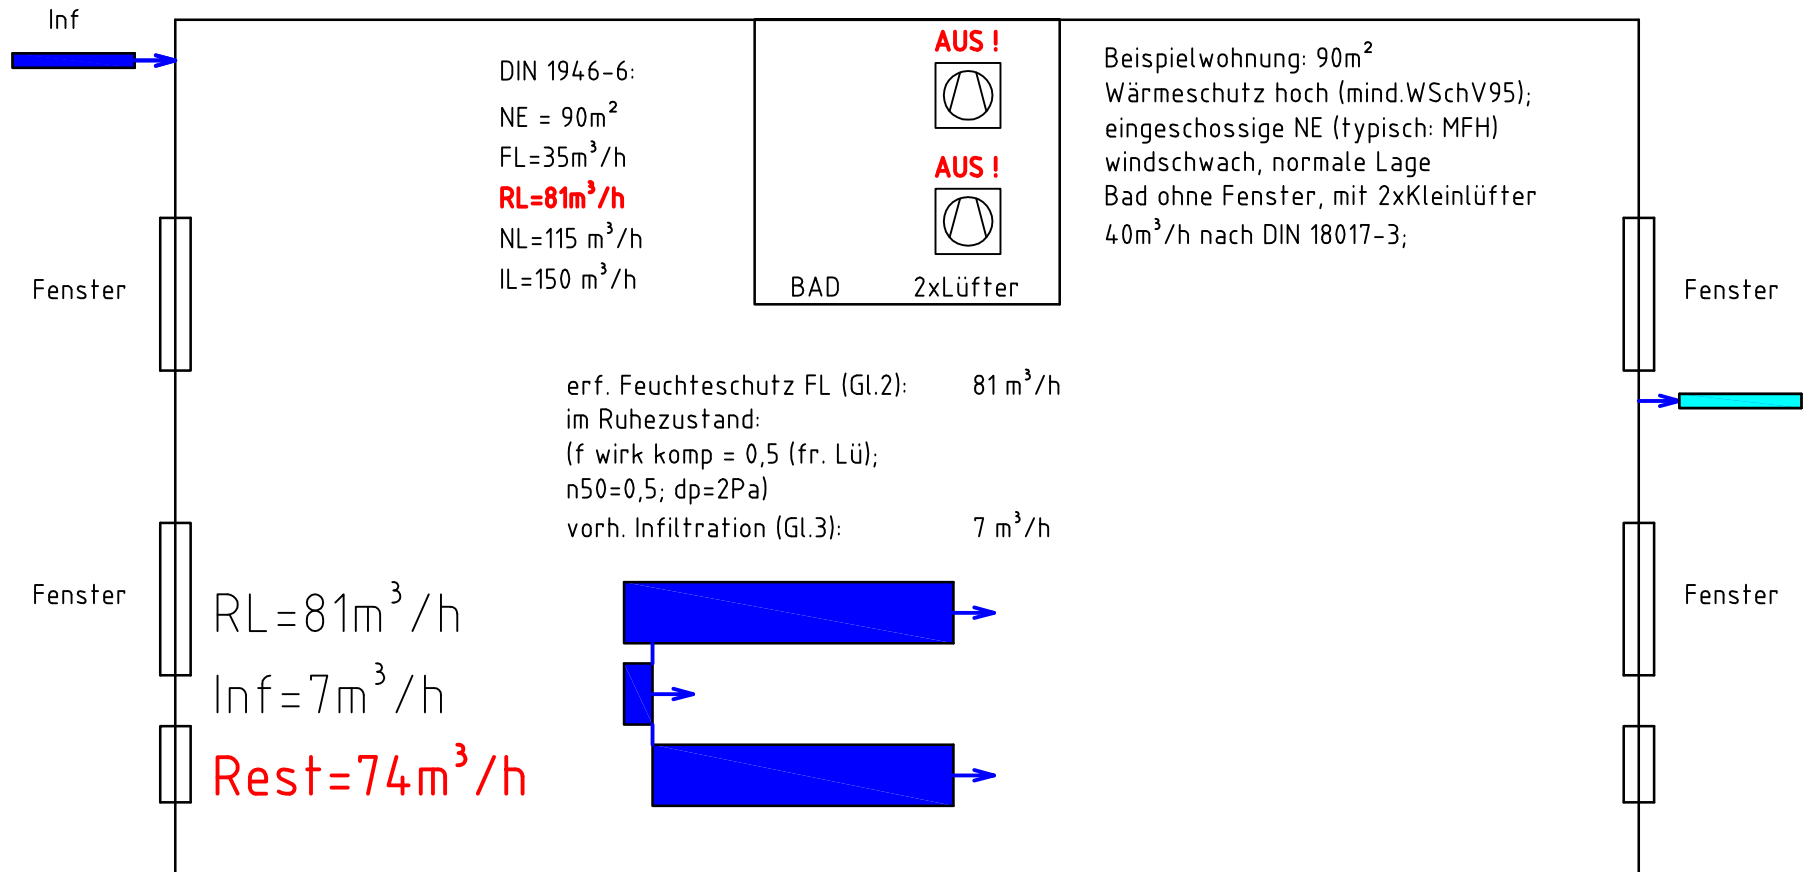 Inf
DIN 1946-6:
NE = 90m²
FL=35m³/h
RL=81m³/h
NL=115 m³/h
IL=150 m³/h
AUS !
AUS !
BAD 2xLüfter
Beispielwohnung: 90m²
Wärmeschutz hoch (mind.WSchV95);
eingeschossige NE (typisch: MFH)
windschwach, normale Lage
Bad ohne Fenster, mit 2xKleinlüfter
40m³/h nach DIN 18017-3;
Fenster
Fenster
erf. Feuchteschutz FL (Gl.2): 81 m³/h
im Ruhezustand:
(f wirk komp = 0,5 (fr. Lü);
n50=0,5; dp=2Pa)
vorh. Infiltration (Gl.3): 7 m³/h
Fenster
Fenster
RL=81m³/h
Inf=7m³/h
Rest=74m³/h